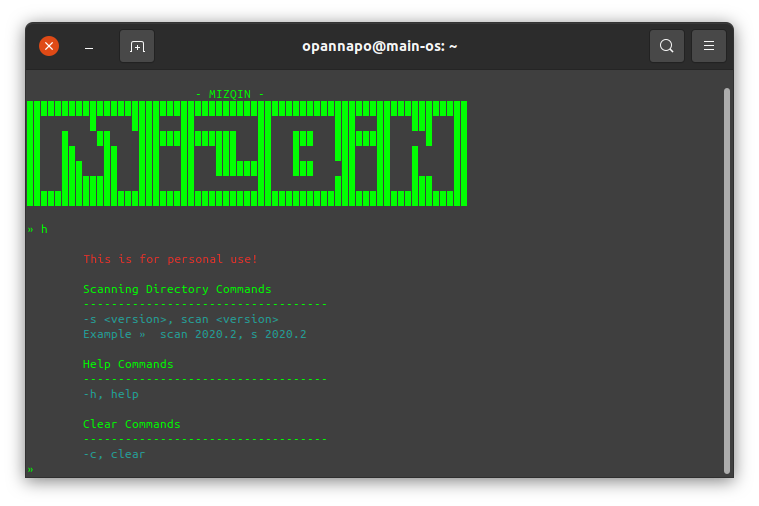 opannapo@main-os: ~
- MIZQIN -
MIZQIN
» h
This is for personal use!
Scanning Directory Commands
-----------------------------------
-s <version>, scan <version>
Example »  scan 2020.2, s 2020.2
Help Commands
-----------------------------------
-h, help
Clear Commands
-----------------------------------
-c, clear
»